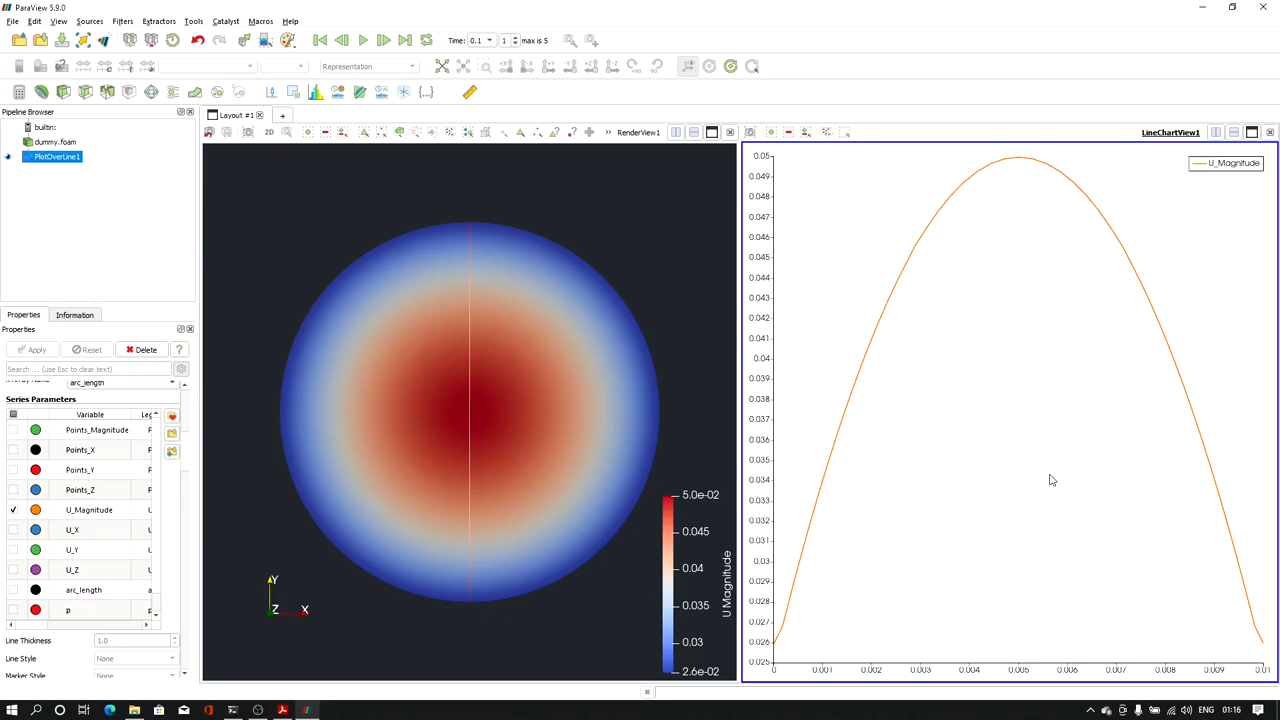 ParaView 5.9.0
File Edit View Sources Filters Extractors Tools Catalyst Macros Help
Time: 0.1 1 max is 5
Representation
Pipeline Browser
builtin:
dummy.foam
PlotOverLine1
Layout #1
+
2D
RenderView1
LineChartView1
Properties Information
Properties
Apply Reset Delete ?
Search ... (use Esc to clear text)
arc_length
Series Parameters
Variable
Points_Magnitude P
Points_X P
Points_Y P
Points_Z P
U_Magnitude U
U_X U
U_Y U
U_Z U
arc_length a
p p
Line Thickness 1.0
Line Style None
Marker Style None
Y
Z X
5.0e-02
0.045
0.04
0.035
0.03
2.6e-02
U Magnitude
U_Magnitude
0.05
0.049
0.048
0.047
0.046
0.045
0.044
0.043
0.042
0.041
0.04
0.039
0.038
0.037
0.036
0.035
0.034
0.033
0.032
0.031
0.03
0.029
0.028
0.027
0.026
0.025
0 0.001 0.002 0.003 0.004 0.005 0.006 0.007 0.008 0.009 0.01
ENG 01:16